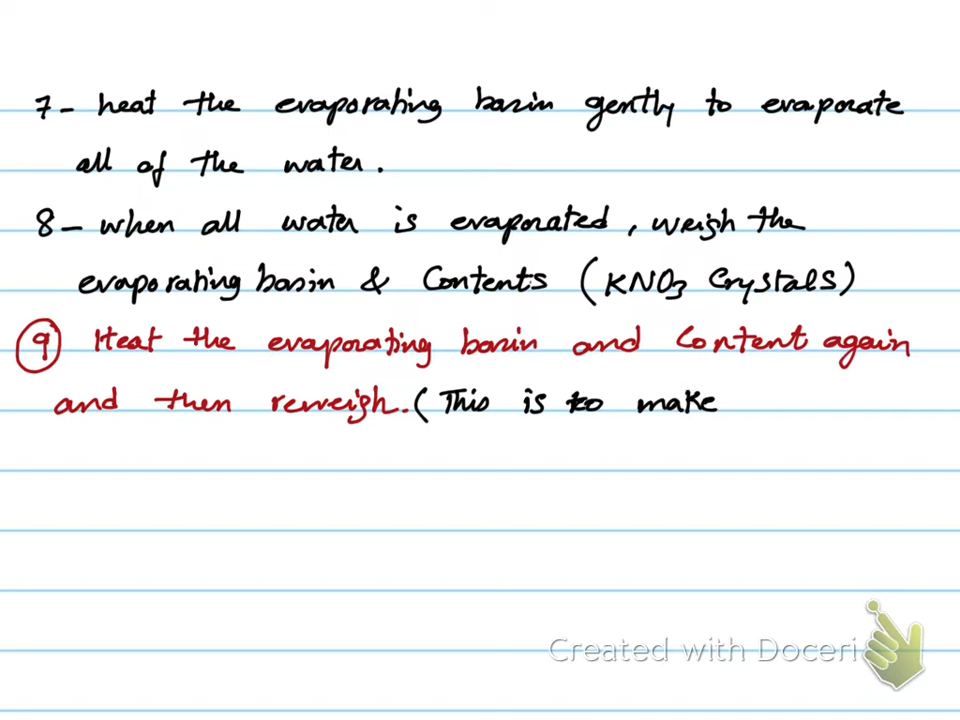 7- heat the evaporating basin gently to evaporate
all of the water.
8- when all water is evaporated, weigh the
evaporating basin & Contents (KNO3 Crystals)
9 Heat the evaporating basin and Content again
and then reweigh. (This is to make
Created with Doceri